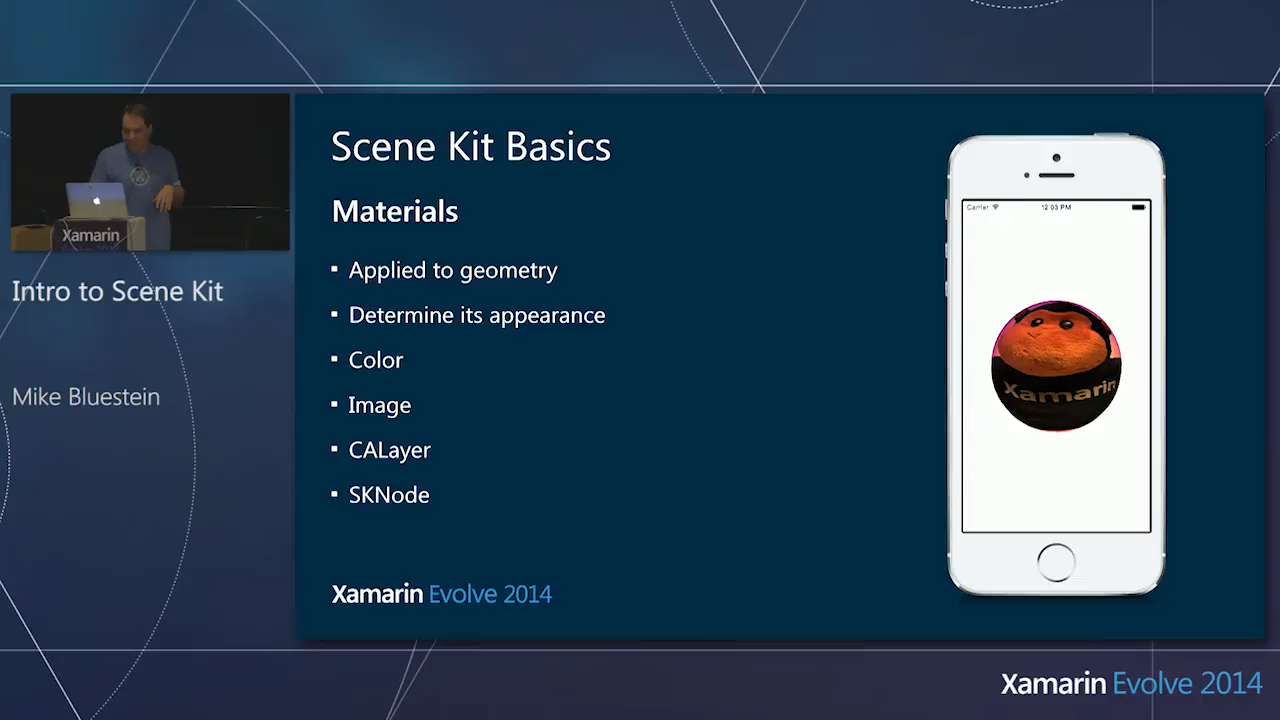 Xamarin
Intro to Scene Kit
Mike Bluestein
Scene Kit Basics
Materials
▪ Applied to geometry
▪ Determine its appearance
▪ Color
▪ Image
▪ CALayer
▪ SKNode
Xamarin Evolve 2014
Carrier
12:03 PM
Xamarin
Xamarin Evolve 2014